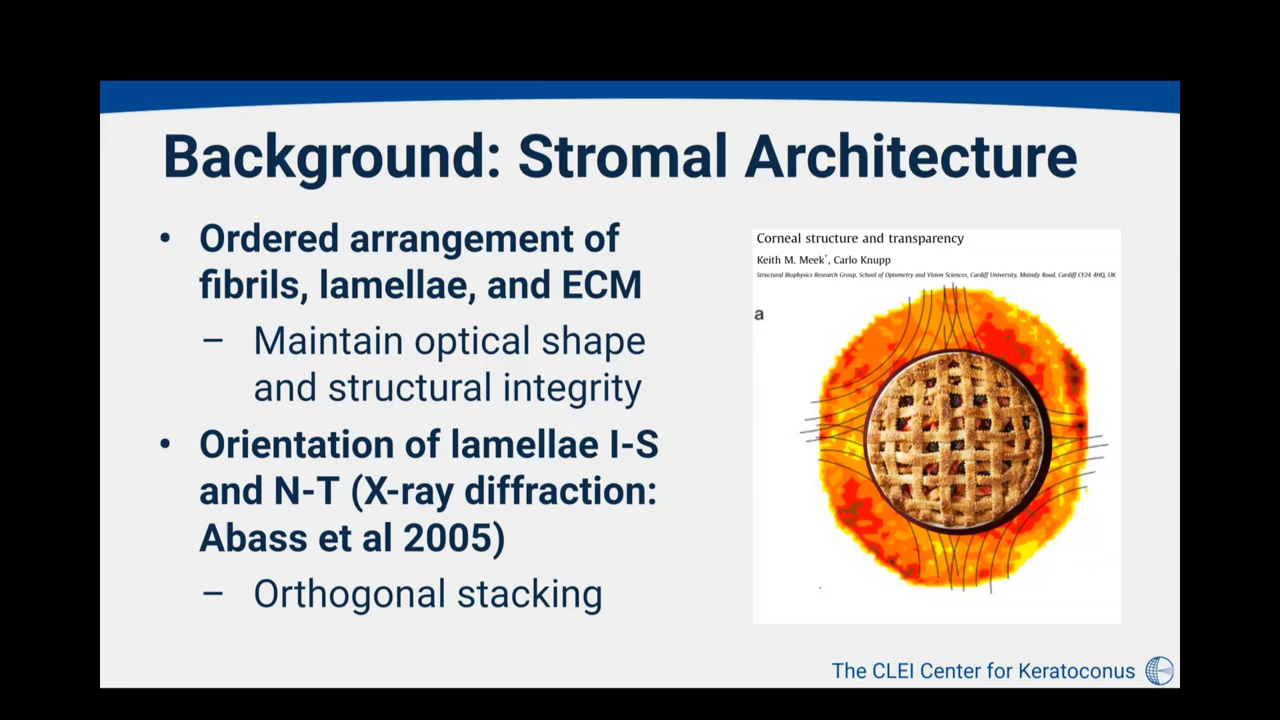 Background: Stromal Architecture
• Ordered arrangement of
fibrils, lamellae, and ECM
– Maintain optical shape
and structural integrity
• Orientation of lamellae I-S
and N-T (X-ray diffraction:
Abass et al 2005)
– Orthogonal stacking
Corneal structure and transparency
Keith M. Meek*, Carlo Knupp
Structural Biophysics Research Group, School of Optometry and Vision Sciences, Cardiff University, Maindy Road, Cardiff CF24 4HQ, UK
a
The CLEI Center for Keratoconus